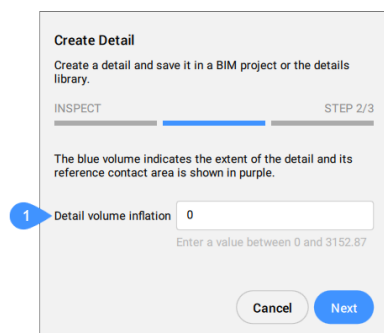 Create Detail
Create a detail and save it in a BIM project or the details
library.
INSPECT STEP 2/3
The blue volume indicates the extent of the detail and its
reference contact area is shown in purple.
1 Detail volume inflation 0
Enter a value between 0 and 3152.87
Cancel Next